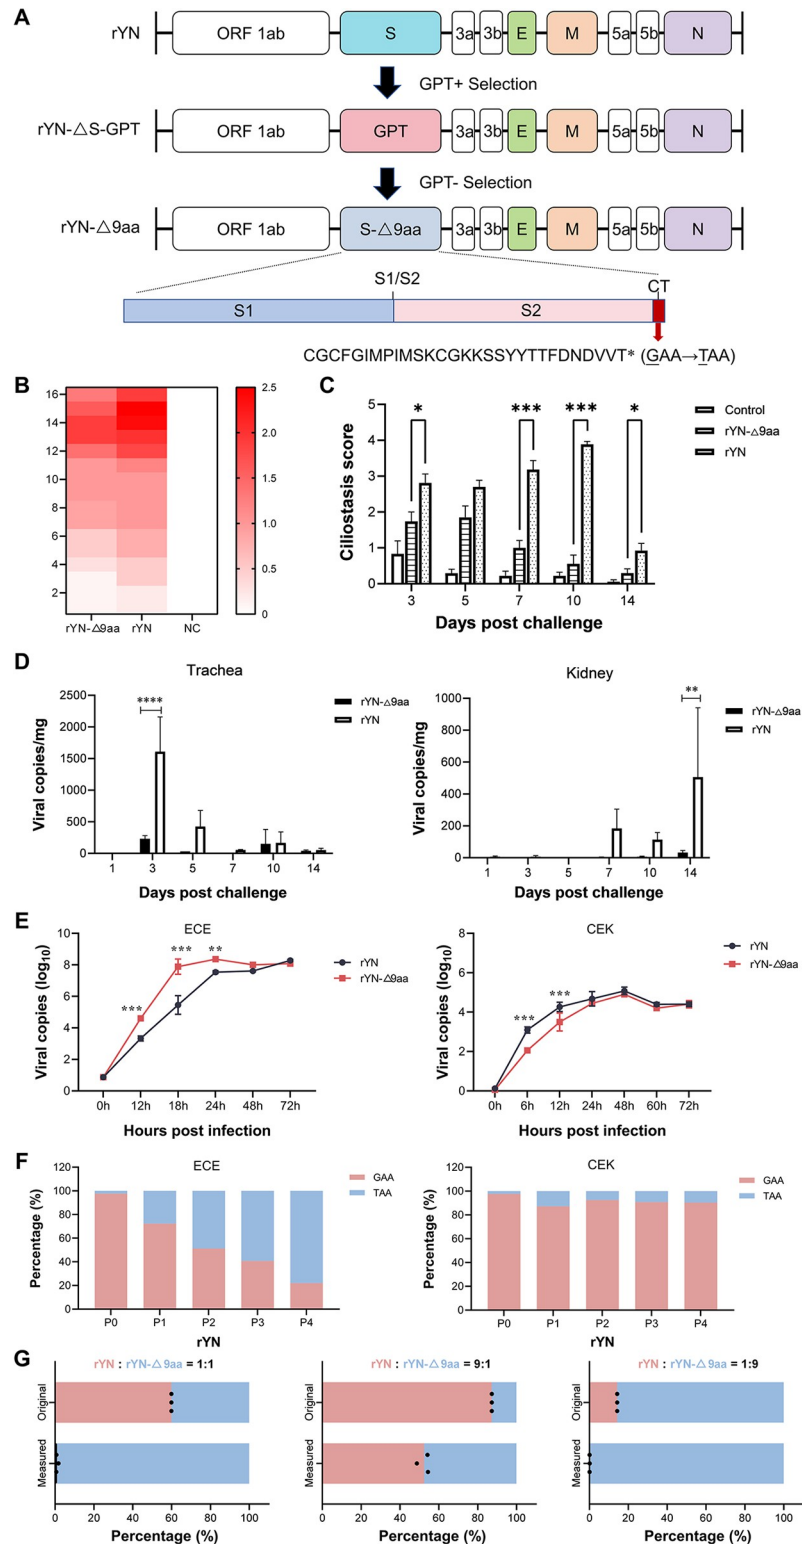 A
rYN
ORF 1ab
S
3a
3b
E
M
5a
5b
N
GPT+ Selection
rYN-△S-GPT
ORF 1ab
GPT
3a
3b
E
M
5a
5b
N
GPT- Selection
rYN-△9aa
ORF 1ab
S-△9aa
3a
3b
E
M
5a
5b
N
S1/S2
CT
S1
S2
CGCFGIMPIMSKCGKKSSYYTTFDNDVVT* (GAA→TAA)
B
16
14
12
10
8
6
4
2
rYN-△9aa
rYN
NC
2.5
2.0
1.5
1.0
0.5
0
C
Ciliostasis score
5
4
3
2
1
0
*
***
***
*
3
5
7
10
14
Days post challenge
Control
rYN-△9aa
rYN
D
Trachea
Viral copies/mg
2500
2000
1500
1000
500
0
****
1
3
5
7
10
14
Days post challenge
rYN-△9aa
rYN
Kidney
Viral copies/mg
1000
800
600
400
200
0
**
1
3
5
7
10
14
Days post challenge
rYN-△9aa
rYN
E
ECE
Viral copies (log10)
10
8
6
4
2
0
***
***
**
0h
12h
18h
24h
48h
72h
Hours post infection
rYN
rYN-△9aa
CEK
Viral copies (log10)
8
6
4
2
0
***
***
0h
6h
12h
24h
48h
60h
72h
Hours post infection
rYN
rYN-△9aa
F
ECE
Percentage (%)
120
100
80
60
40
20
0
P0
P1
P2
P3
P4
rYN
GAA
TAA
CEK
Percentage (%)
120
100
80
60
40
20
0
P0
P1
P2
P3
P4
rYN
GAA
TAA
G
rYN : rYN-△9aa = 1:1
Original
Measured
0
20
40
60
80
100
Percentage (%)
rYN : rYN-△9aa = 9:1
Original
Measured
0
20
40
60
80
100
Percentage (%)
rYN : rYN-△9aa = 1:9
Original
Measured
0
20
40
60
80
100
Percentage (%)